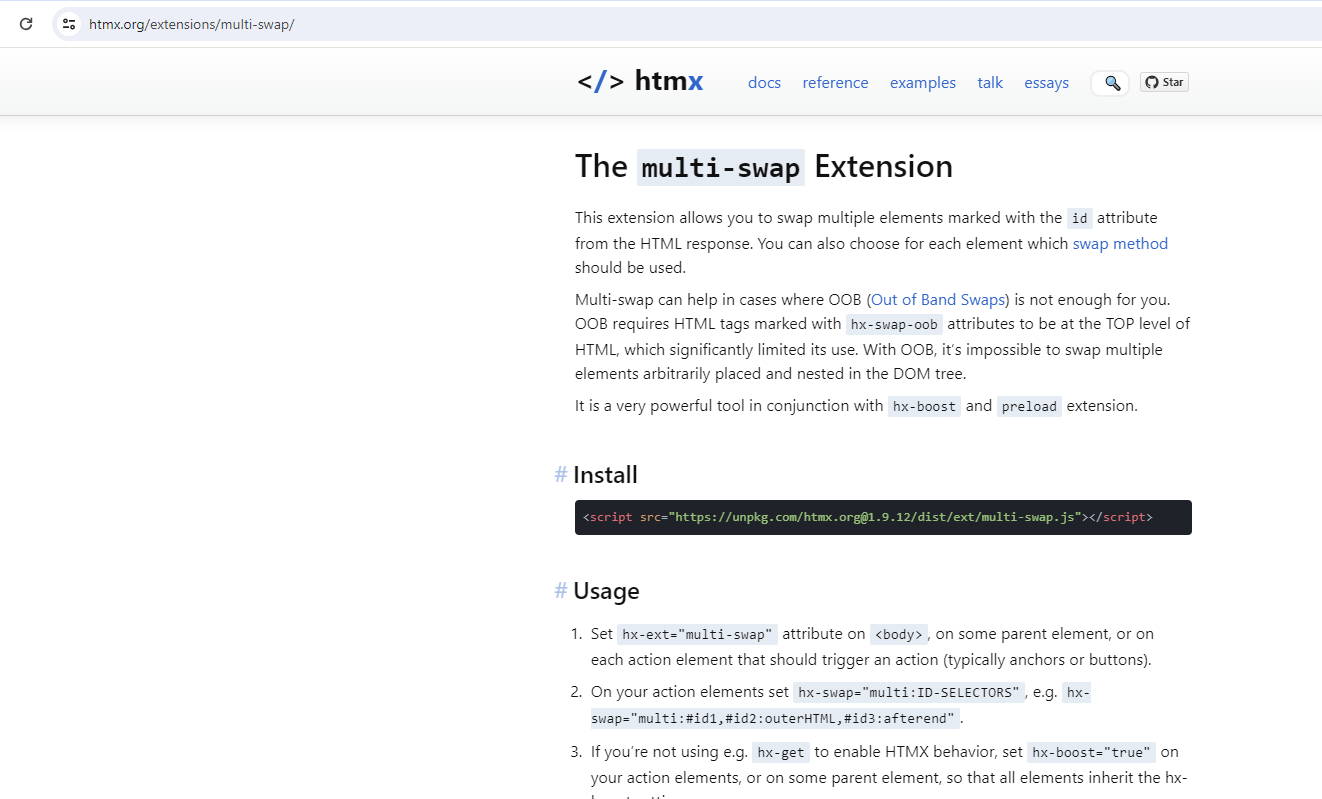 htmx.org/extensions/multi-swap/
</> htmx docs reference examples talk essays Star
The multi-swap Extension
This extension allows you to swap multiple elements marked with the id attribute
from the HTML response. You can also choose for each element which swap method
should be used.
Multi-swap can help in cases where OOB (Out of Band Swaps) is not enough for you.
OOB requires HTML tags marked with hx-swap-oob attributes to be at the TOP level of
HTML, which significantly limited its use. With OOB, it’s impossible to swap multiple
elements arbitrarily placed and nested in the DOM tree.
It is a very powerful tool in conjunction with hx-boost and preload extension.
# Install
<script src="https://unpkg.com/htmx.org@1.9.12/dist/ext/multi-swap.js"></script>
# Usage
1. Set hx-ext="multi-swap" attribute on <body>, on some parent element, or on
each action element that should trigger an action (typically anchors or buttons).
2. On your action elements set hx-swap="multi:ID-SELECTORS", e.g. hx-
swap="multi:#id1,#id2:outerHTML,#id3:afterend".
3. If you’re not using e.g. hx-get to enable HTMX behavior, set hx-boost="true" on
your action elements, or on some parent element, so that all elements inherit the hx-